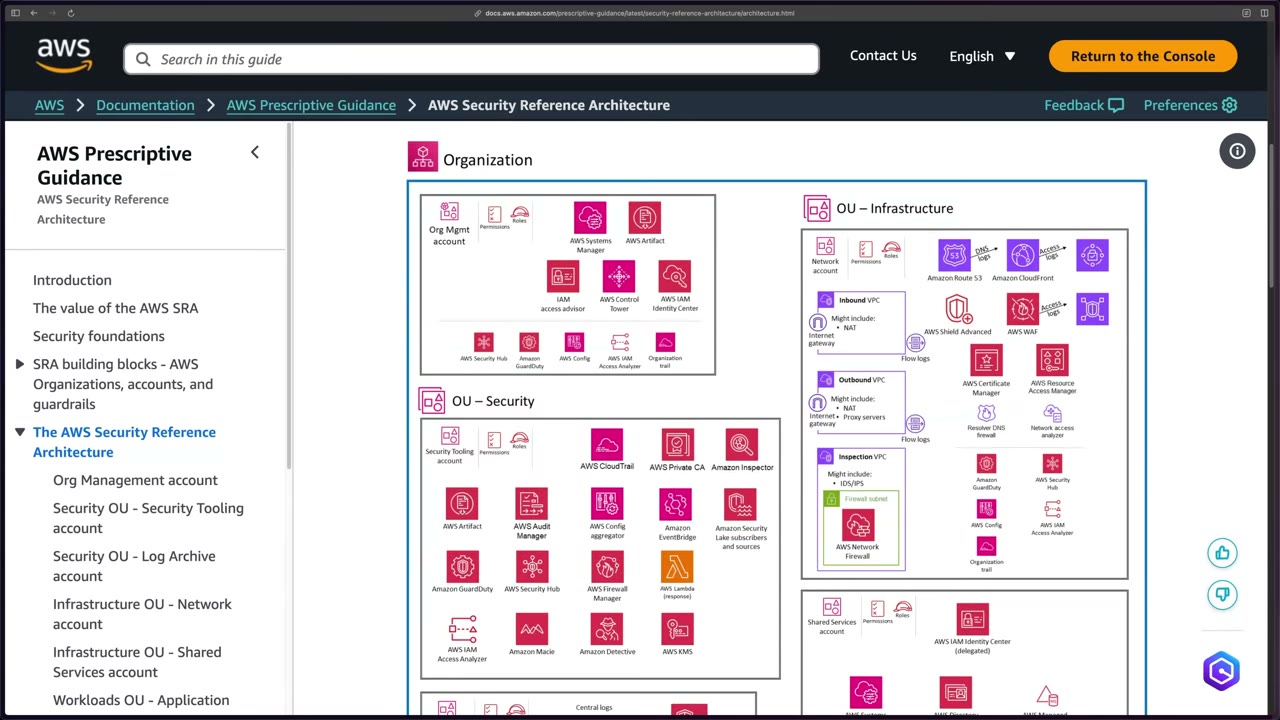 docs.aws.amazon.com/prescriptive-guidance/latest/security-reference-architecture/architecture.html
aws
Search in this guide
Contact Us
English
Return to the Console
AWS
Documentation
AWS Prescriptive Guidance
AWS Security Reference Architecture
Feedback
Preferences
AWS Prescriptive
Guidance
AWS Security Reference
Architecture
Introduction
The value of the AWS SRA
Security foundations
SRA building blocks - AWS
Organizations, accounts, and
guardrails
The AWS Security Reference
Architecture
Org Management account
Security OU - Security Tooling
account
Security OU - Log Archive
account
Infrastructure OU - Network
account
Infrastructure OU - Shared
Services account
Workloads OU - Application
Organization
Org Mgmt
account
Permissions
Roles
AWS Systems
Manager
AWS Artifact
IAM
access advisor
AWS Control
Tower
AWS IAM
Identity Center
AWS Security Hub
Amazon
GuardDuty
AWS Config
AWS IAM
Access Analyzer
Organization
trail
OU – Security
Security Tooling
account
Permissions
Roles
AWS CloudTrail
AWS Private CA
Amazon Inspector
AWS Artifact
AWS Audit
Manager
AWS Config
aggregator
Amazon
EventBridge
Amazon Security
Lake subscribers
and sources
Amazon GuardDuty
AWS Security Hub
AWS Firewall
Manager
AWS Lambda
(response)
AWS IAM
Access Analyzer
Amazon Macie
Amazon Detective
AWS KMS
Central logs
OU – Infrastructure
Network
account
Permissions
Roles
Amazon Route 53
DNS
logs
Amazon CloudFront
Access
logs
Inbound VPC
Might include:
• NAT
Internet
gateway
Flow logs
AWS Shield Advanced
AWS WAF
Access
logs
AWS Certificate
Manager
AWS Resource
Access Manager
Outbound VPC
Might include:
• NAT
• Proxy servers
Internet
gateway
Flow logs
Resolver DNS
firewall
Network access
analyzer
Inspection VPC
Might include:
• IDS/IPS
Firewall subnet
AWS Network
Firewall
Amazon
GuardDuty
AWS Security
Hub
AWS Config
AWS IAM
Access Analyzer
Organization
trail
Shared Services
account
Permissions
Roles
AWS IAM Identity Center
(delegated)
AWS Systems
AWS Directory
AWS Managed